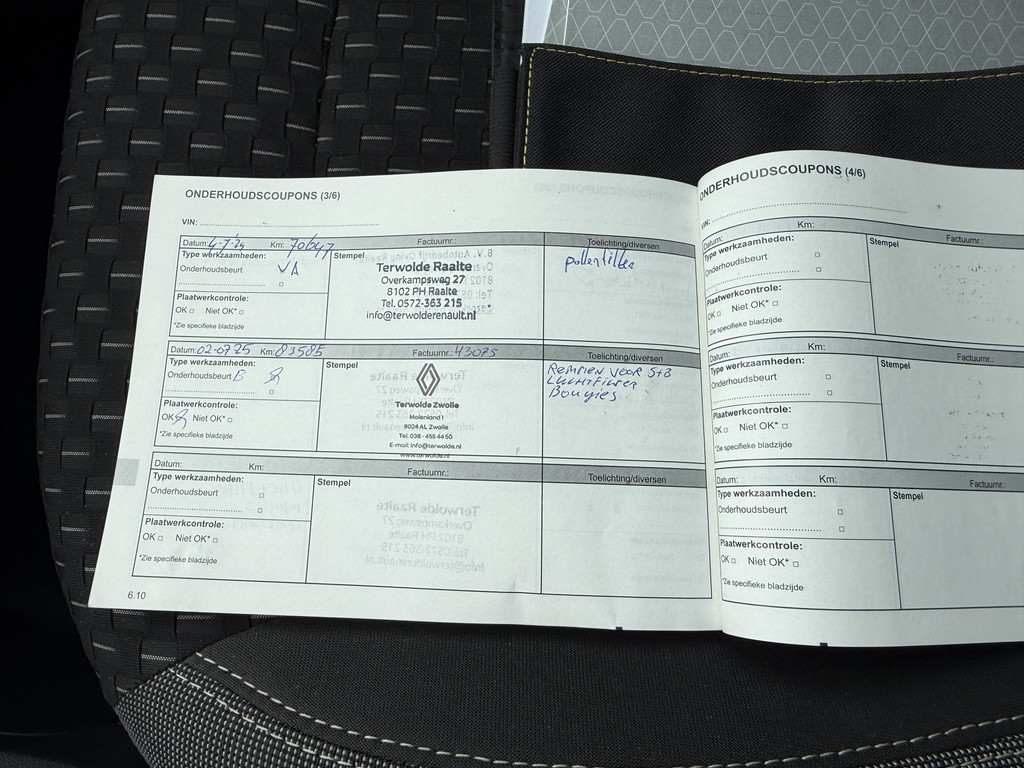 ONDERHOUDSCOUPONS (3/6)
VIN:
Datum: 4-7-24 Km: 70647 Factuurnr.: Toelichting/diversen
Type werkzaamheden: Stempel
Onderhoudsbeurt VA
pollenfilter
Terwolde Raalte
Overkampsweg 27
8102 PH Raalte
Tel. 0572-363 215
info@terwolderenault.nl
Plaatwerkcontrole:
OK Niet OK*
*Zie specifieke bladzijde
Datum: 02-07-25 Km: 83585 Factuurnr.: 43075 Toelichting/diversen
Type werkzaamheden: Stempel
Onderhoudsbeurt B
Remmen voor S+B
Luchtfilter
Bougies
Terwolde Zwolle
Molenland 1
8024 AL Zwolle
Tel. 038 - 455 44 50
E-mail: info@terwolde.nl
www.terwolde.nl
Plaatwerkcontrole:
OK Niet OK*
*Zie specifieke bladzijde
Datum: Km: Factuurnr.: Toelichting/diversen
Type werkzaamheden: Stempel
Onderhoudsbeurt
Plaatwerkcontrole:
OK Niet OK*
*Zie specifieke bladzijde
6.10
ONDERHOUDSCOUPONS (4/6)
VIN:
Datum: Km: Factuurnr.:
Type werkzaamheden: Stempel
Onderhoudsbeurt
Plaatwerkcontrole:
OK Niet OK*
*Zie specifieke bladzijde
Datum: Km: Factuurnr.:
Type werkzaamheden: Stempel
Onderhoudsbeurt
Plaatwerkcontrole:
OK Niet OK*
*Zie specifieke bladzijde
Datum: Km: Factuurnr.:
Type werkzaamheden: Stempel
Onderhoudsbeurt
Plaatwerkcontrole:
OK Niet OK*
*Zie specifieke bladzijde